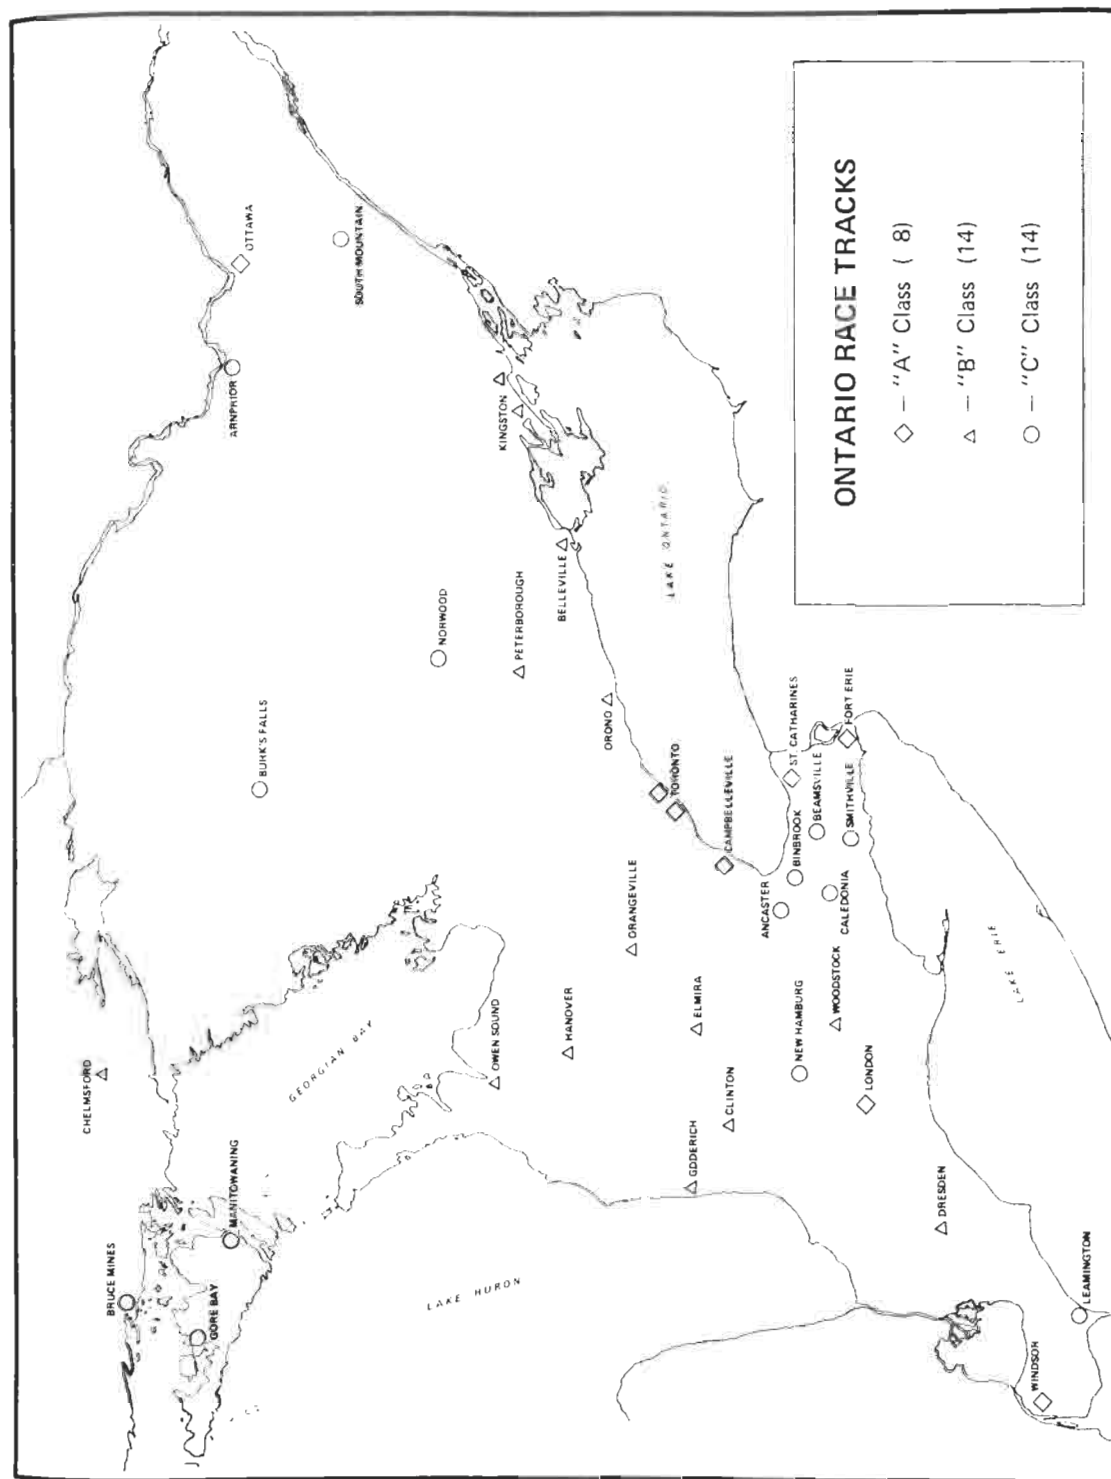 ONTARIO RACE TRACKS
◇ – "A" Class ( 8)
△ – "B" Class (14)
○ – "C" Class (14)
OTTAWA
SOUTH MOUNTAIN
ARNPRIOR
KINGSTON
BELLEVILLE
PETERBOROUGH
NORWOOD
BURK'S FALLS
ORONO
TORONTO
CAMPBELLEVILLE
ST. CATHARINES
FORT ERIE
BEAMSVILLE
SMITHVILLE
BINBROOK
CALEDONIA
ANCASTER
ORANGEVILLE
WOODSTOCK
NEW HAMBURG
ELMIRA
HANOVER
OWEN SOUND
CLINTON
LONDON
GODERICH
DRESDEN
LEAMINGTON
WINDSOR
CHELMSFORD
MANITOWANING
BRUCE MINES
GORE BAY
LAKE ONTARIO
LAKE ERIE
GEORGIAN BAY
LAKE HURON